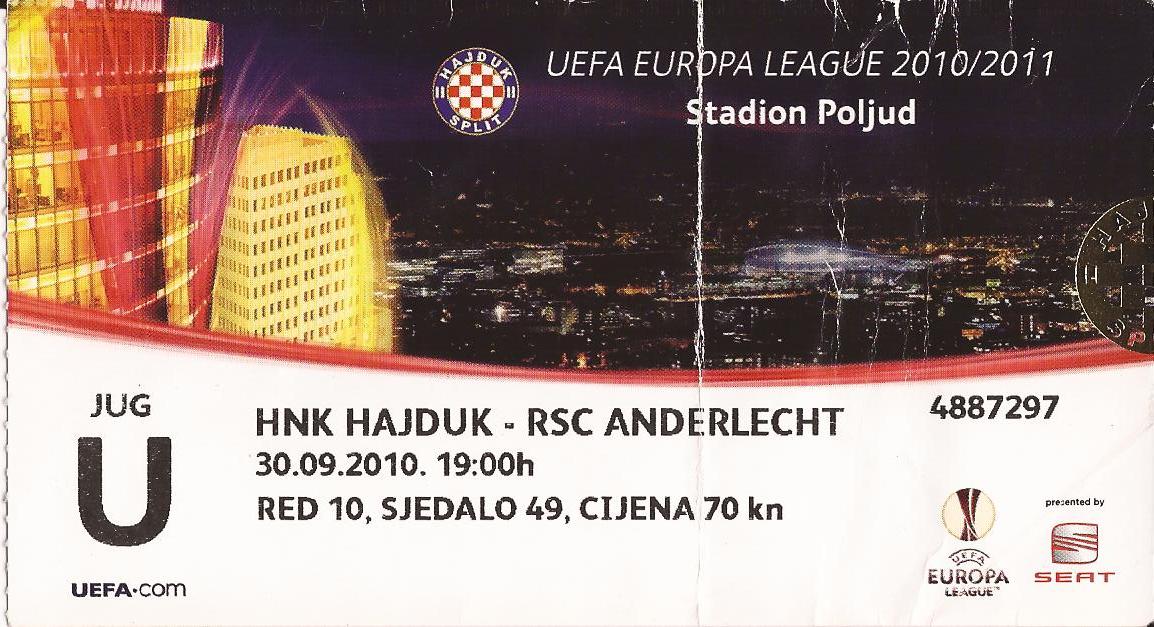 HAJDUK
SPLIT
UEFA EUROPA LEAGUE 2010/2011
Stadion Poljud
JUG
U
HNK HAJDUK - RSC ANDERLECHT
4887297
30.09.2010. 19:00h
RED 10, SJEDALO 49, CIJENA 70 kn
UEFA
EUROPA
LEAGUE™
presented by
SEAT
UEFA.com